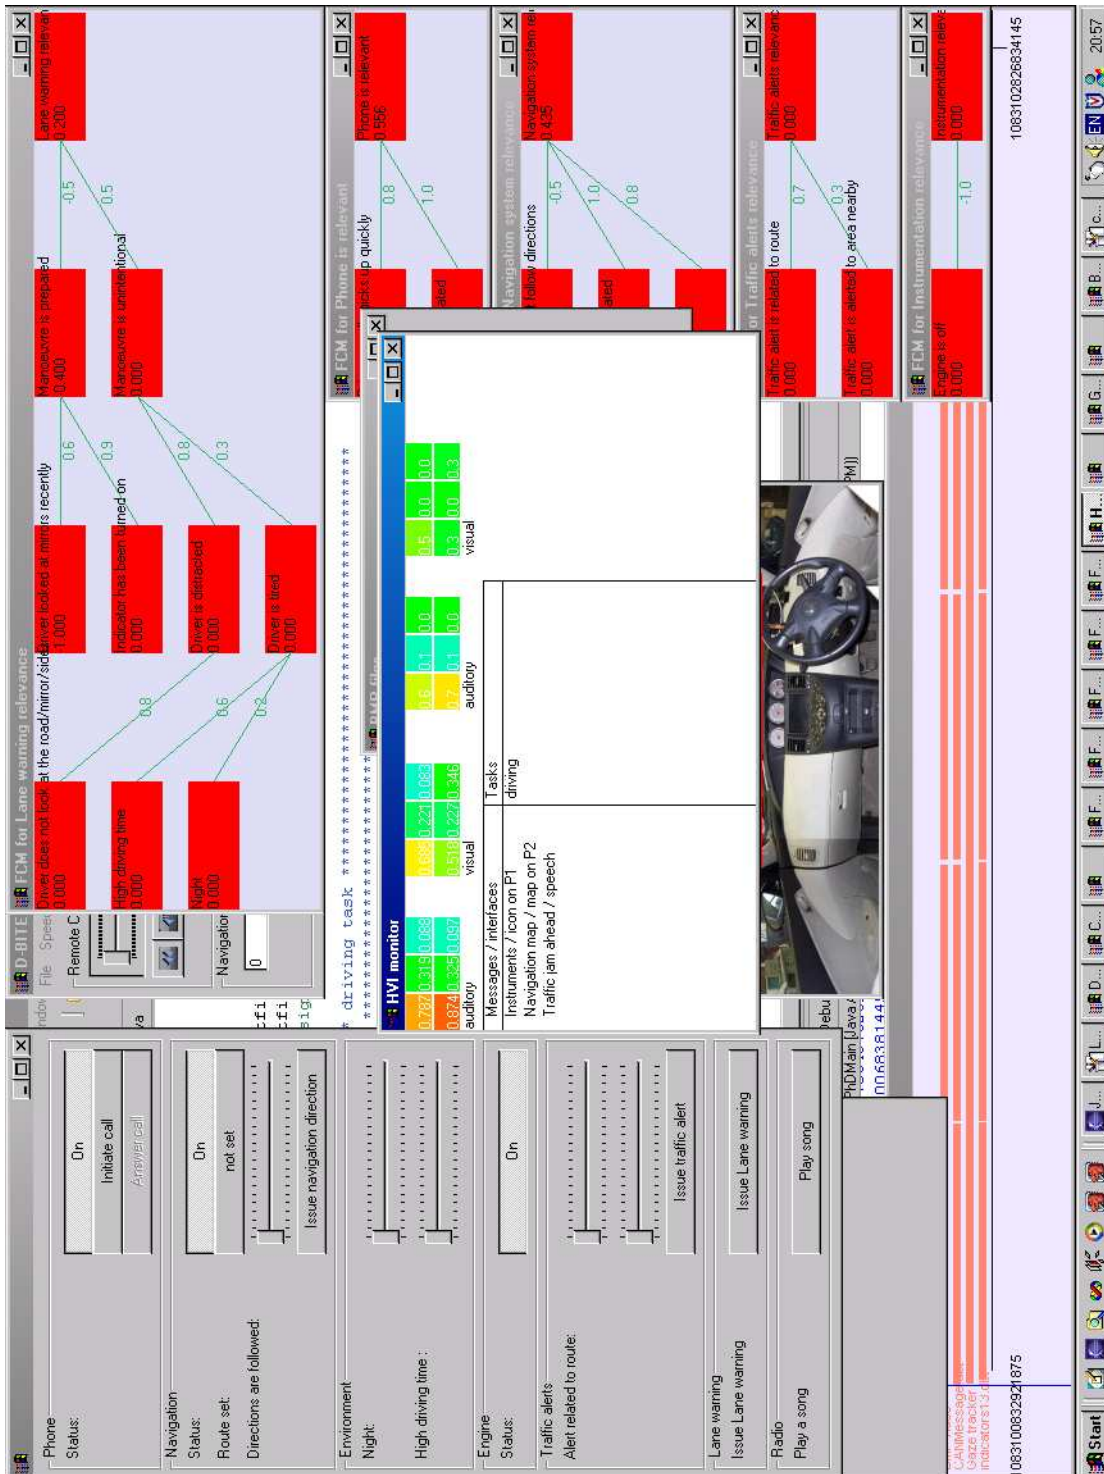 Phone
Status:
On
Initiate call
Answer call
Navigation
Status:
On
Route set:
not set
Directions are followed:
Issue navigation direction
Environment
Night:
High driving time :
Engine
Status:
On
Traffic alerts
Alert related to route:
Issue traffic alert
Lane warning
Issue Lane warning
Issue Lane warning
Radio
Play a song
Play song
D-BITE
File Spee
Remote C
Navigation
0
FCM for Lane warning relevance
Driver does not look at the road/mirror/side
0.000
High driving time
0.000
Night
0.000
0.8
0.6
0.2
Driver looked at mirrors recently
1.000
Indicator has been turned on
0.000
Driver is distracted
0.000
Driver is tired
0.000
0.6
0.9
0.8
0.3
Manoeuvre is prepared
0.400
Manoeuvre is unintentional
0.000
-0.5
0.5
Lane warning relevan
0.200
* driving task ********************
FCM for Phone is relevant
picks up quickly
ated
0.8
1.0
Phone is relevant
0.556
Navigation system relevance
t follow directions
ated
-0.5
1.0
0.8
Navigation system rel
0.435
or Traffic alerts relevance
Traffic alert is related to route
0.000
Traffic alert is alerted to area nearby
0.000
0.7
0.3
Traffic alerts relevant
0.000
FCM for Instrumentation relevance
Engine is off
0.000
-1.0
Instrumentation releva
0.000
HVI monitor
0.787 0.319 0.088
0.874 0.325 0.097
auditory
0.685 0.221 0.083
0.518 0.227 0.346
visual
0.6 0.1 0.0
0.7 0.1 0.0
auditory
0.5 0.0 0.0
0.3 0.0 0.3
visual
Messages / interfaces
Tasks
Instruments / icon on P1
driving
Navigation map / map on P2
Traffic jam ahead / speech
Debu
PhDMain [Java A
PM)]
CANMessage
Gaze tracker
1083100832921875
1083102826834145
Start
J...
L...
D...
C...
F...
F...
F...
F...
F...
H...
G...
B...
c...
EN
20:57